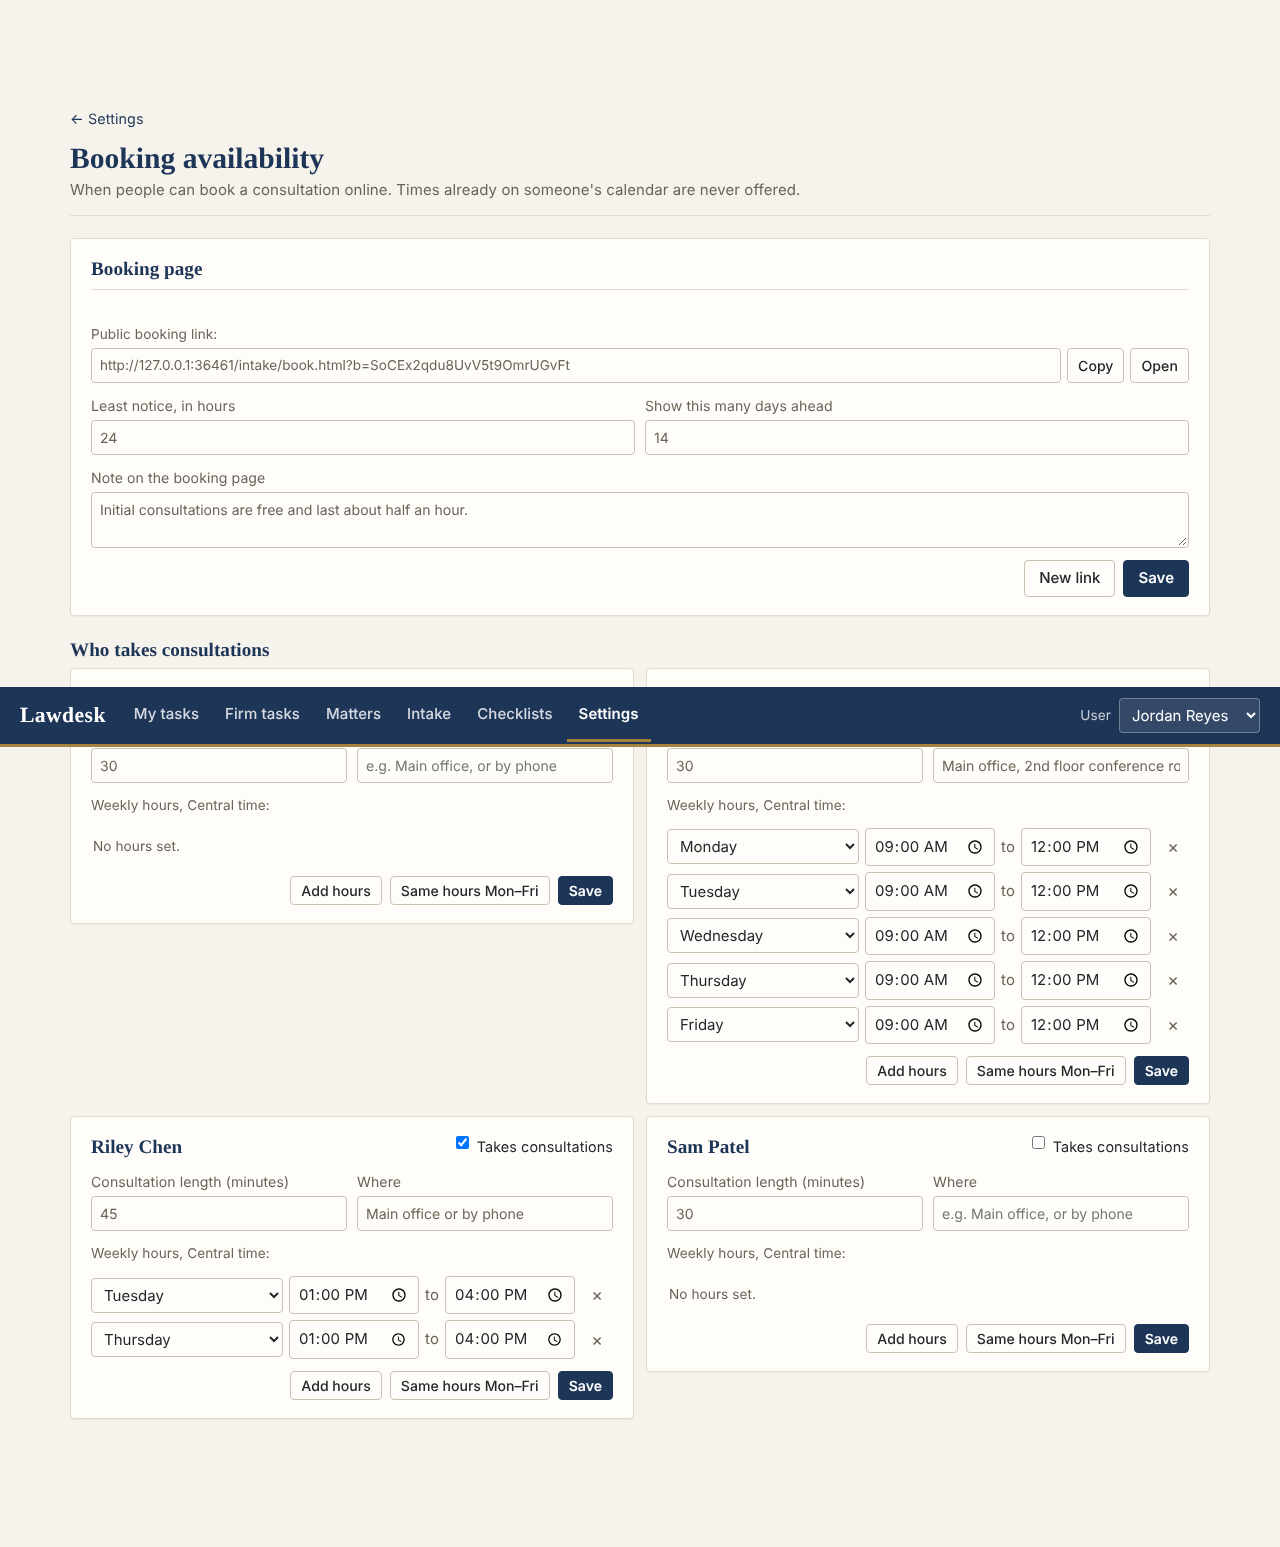 ← Settings
Booking availability
When people can book a consultation online. Times already on someone's calendar are never offered.
Booking page
Public booking link:
http://127.0.0.1:36461/intake/book.html?b=SoCEx2qdu8UvV5t9OmrUGvFt
Copy
Open
Least notice, in hours
Show this many days ahead
24
14
Note on the booking page
Initial consultations are free and last about half an hour.
New link
Save
Who takes consultations
Lawdesk
My tasks
Firm tasks
Matters
Intake
Checklists
Settings
User
Jordan Reyes
30
e.g. Main office, or by phone
Weekly hours, Central time:
No hours set.
Add hours
Same hours Mon–Fri
Save
30
Main office, 2nd floor conference ro
Weekly hours, Central time:
Monday 09:00 AM to 12:00 PM ×
Tuesday 09:00 AM to 12:00 PM ×
Wednesday 09:00 AM to 12:00 PM ×
Thursday 09:00 AM to 12:00 PM ×
Friday 09:00 AM to 12:00 PM ×
Add hours
Same hours Mon–Fri
Save
Riley Chen
Takes consultations
Consultation length (minutes)
Where
45
Main office or by phone
Weekly hours, Central time:
Tuesday 01:00 PM to 04:00 PM ×
Thursday 01:00 PM to 04:00 PM ×
Add hours
Same hours Mon–Fri
Save
Sam Patel
Takes consultations
Consultation length (minutes)
Where
30
e.g. Main office, or by phone
Weekly hours, Central time:
No hours set.
Add hours
Same hours Mon–Fri
Save